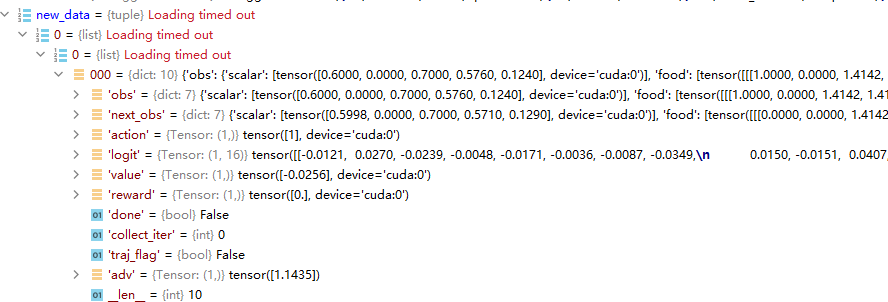 new_data = {tuple} Loading timed out
0 = {list} Loading timed out
0 = {list} Loading timed out
000 = {dict: 10} {'obs': {'scalar': [tensor([0.6000, 0.0000, 0.7000, 0.5760, 0.1240], device='cuda:0')], 'food': [tensor([[[1.0000, 0.0000, 1.4142, 1.4142
'obs' = {dict: 7} {'scalar': [tensor([0.6000, 0.0000, 0.7000, 0.5760, 0.1240], device='cuda:0')], 'food': [tensor([[[1.0000, 0.0000, 1.4142, 1.41
'next_obs' = {dict: 7} {'scalar': [tensor([0.5998, 0.0000, 0.7000, 0.5710, 0.1290], device='cuda:0')], 'food': [tensor([[[0.0000, 0.0000, 1.4142
'action' = {Tensor: (1,)} tensor([1], device='cuda:0')
'logit' = {Tensor: (1, 16)} tensor([[-0.0121, 0.0270, -0.0239, -0.0048, -0.0171, -0.0036, -0.0087, -0.0349,\n 0.0150, -0.0151, 0.0407,
'value' = {Tensor: (1,)} tensor([-0.0256], device='cuda:0')
'reward' = {Tensor: (1,)} tensor([0.], device='cuda:0')
01 'done' = {bool} False
01 'collect_iter' = {int} 0
01 'traj_flag' = {bool} False
'adv' = {Tensor: (1,)} tensor([1.1435])
01 __len__ = {int} 10